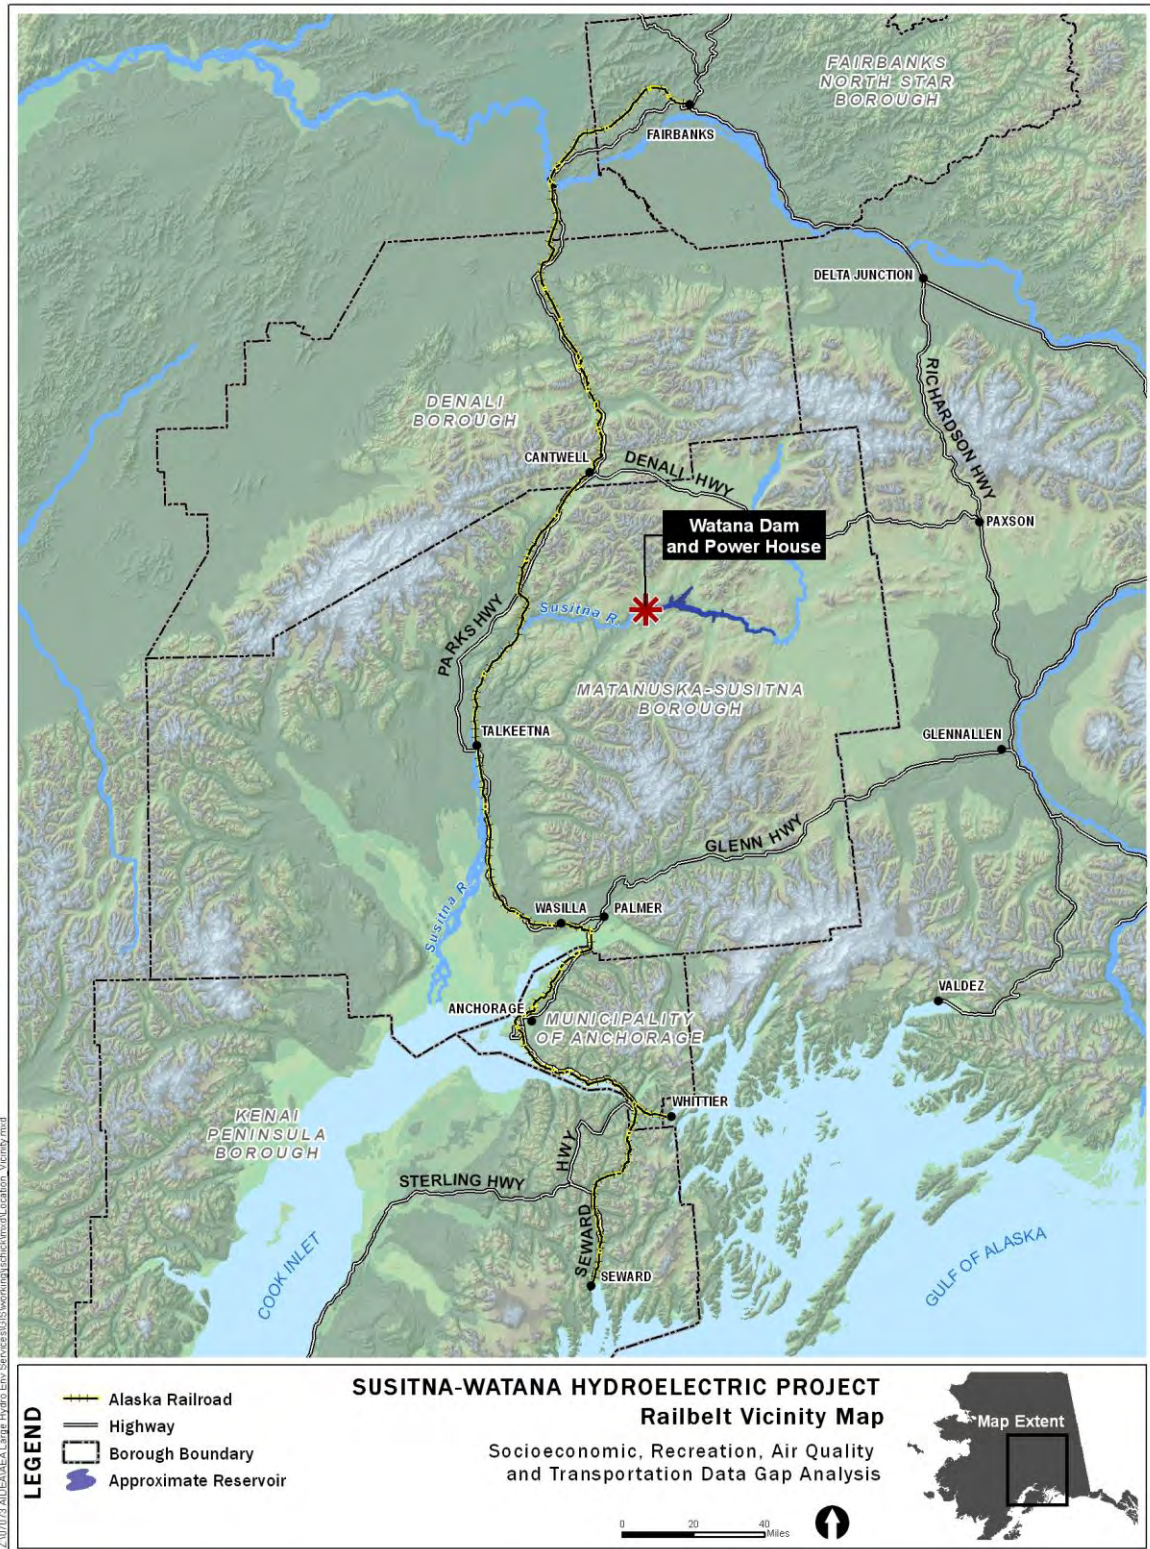 FAIRBANKS
NORTH STAR
BOROUGH
FAIRBANKS
DELTA JUNCTION
RICHARDSON HWY
DENALI
BOROUGH
CANTWELL
DENALI HWY
PAXSON
Watana Dam
and Power House
Susitna R.
PARKS HWY
MATANUSKA-SUSITNA
BOROUGH
TALKEETNA
GLENNALLEN
GLENN HWY
Susitna R.
WASILLA
PALMER
VALDEZ
ANCHORAGE
MUNICIPALITY
OF ANCHORAGE
WHITTIER
KENAI
PENINSULA
BOROUGH
HWY
STERLING HWY
SEWARD
SEWARD
COOK INLET
GULF OF ALASKA
LEGEND
Alaska Railroad
Highway
Borough Boundary
Approximate Reservoir
SUSITNA-WATANA HYDROELECTRIC PROJECT
Railbelt Vicinity Map
Socioeconomic, Recreation, Air Quality
and Transportation Data Gap Analysis
0 20 40
Miles
Map Extent